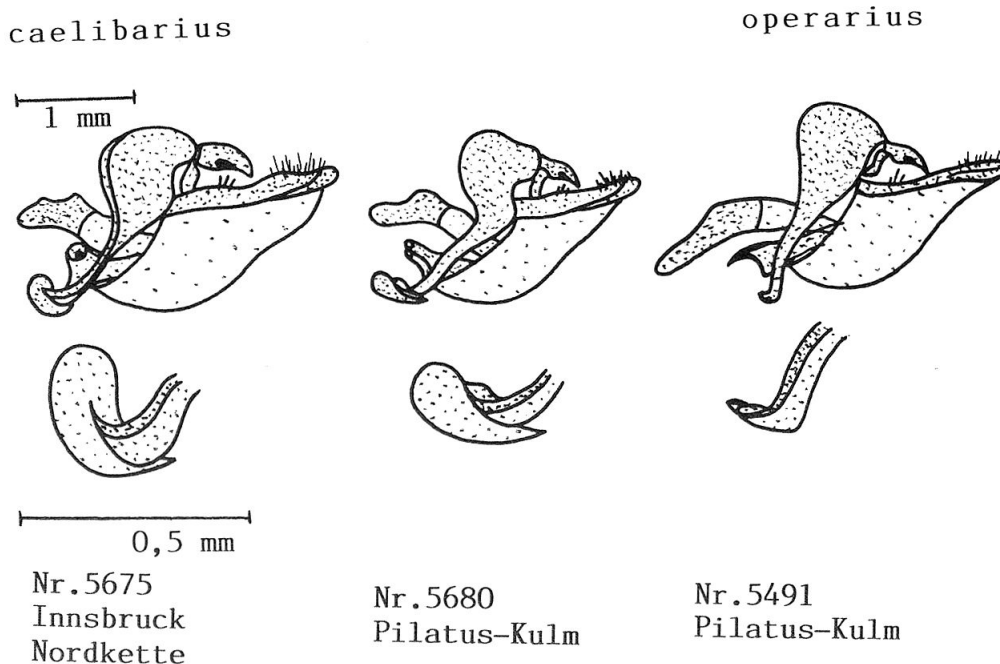 caelibarius
operarius
1 mm
0,5 mm
Nr.5675
Innsbruck
Nordkette
Nr.5680
Pilatus-Kulm
Nr.5491
Pilatus-Kulm